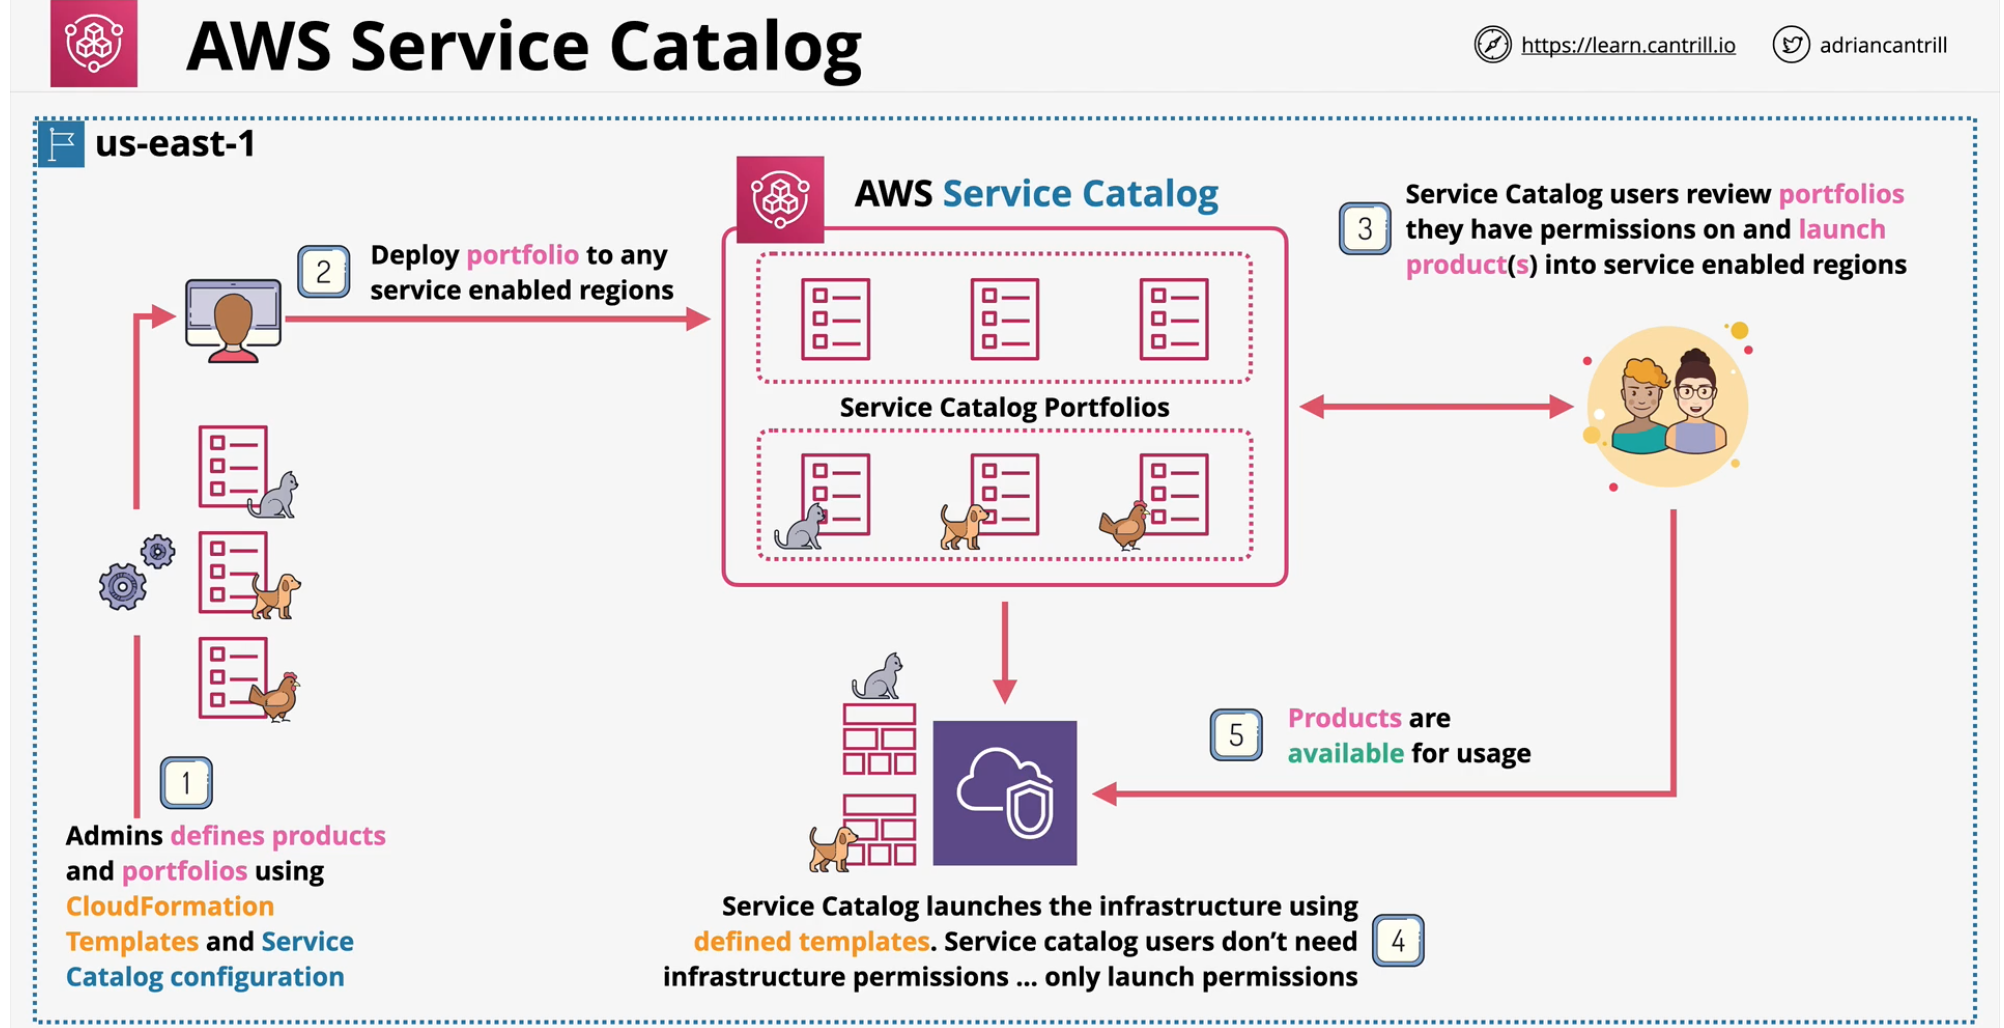 AWS Service Catalog
https://learn.cantrill.io
adriancantrill
us-east-1
AWS Service Catalog
2
Deploy portfolio to any
service enabled regions
3
Service Catalog users review portfolios
they have permissions on and launch
product(s) into service enabled regions
Service Catalog Portfolios
1
Admins defines products
and portfolios using
CloudFormation
Templates and Service
Catalog configuration
5
Products are
available for usage
Service Catalog launches the infrastructure using
defined templates. Service catalog users don’t need
infrastructure permissions ... only launch permissions
4